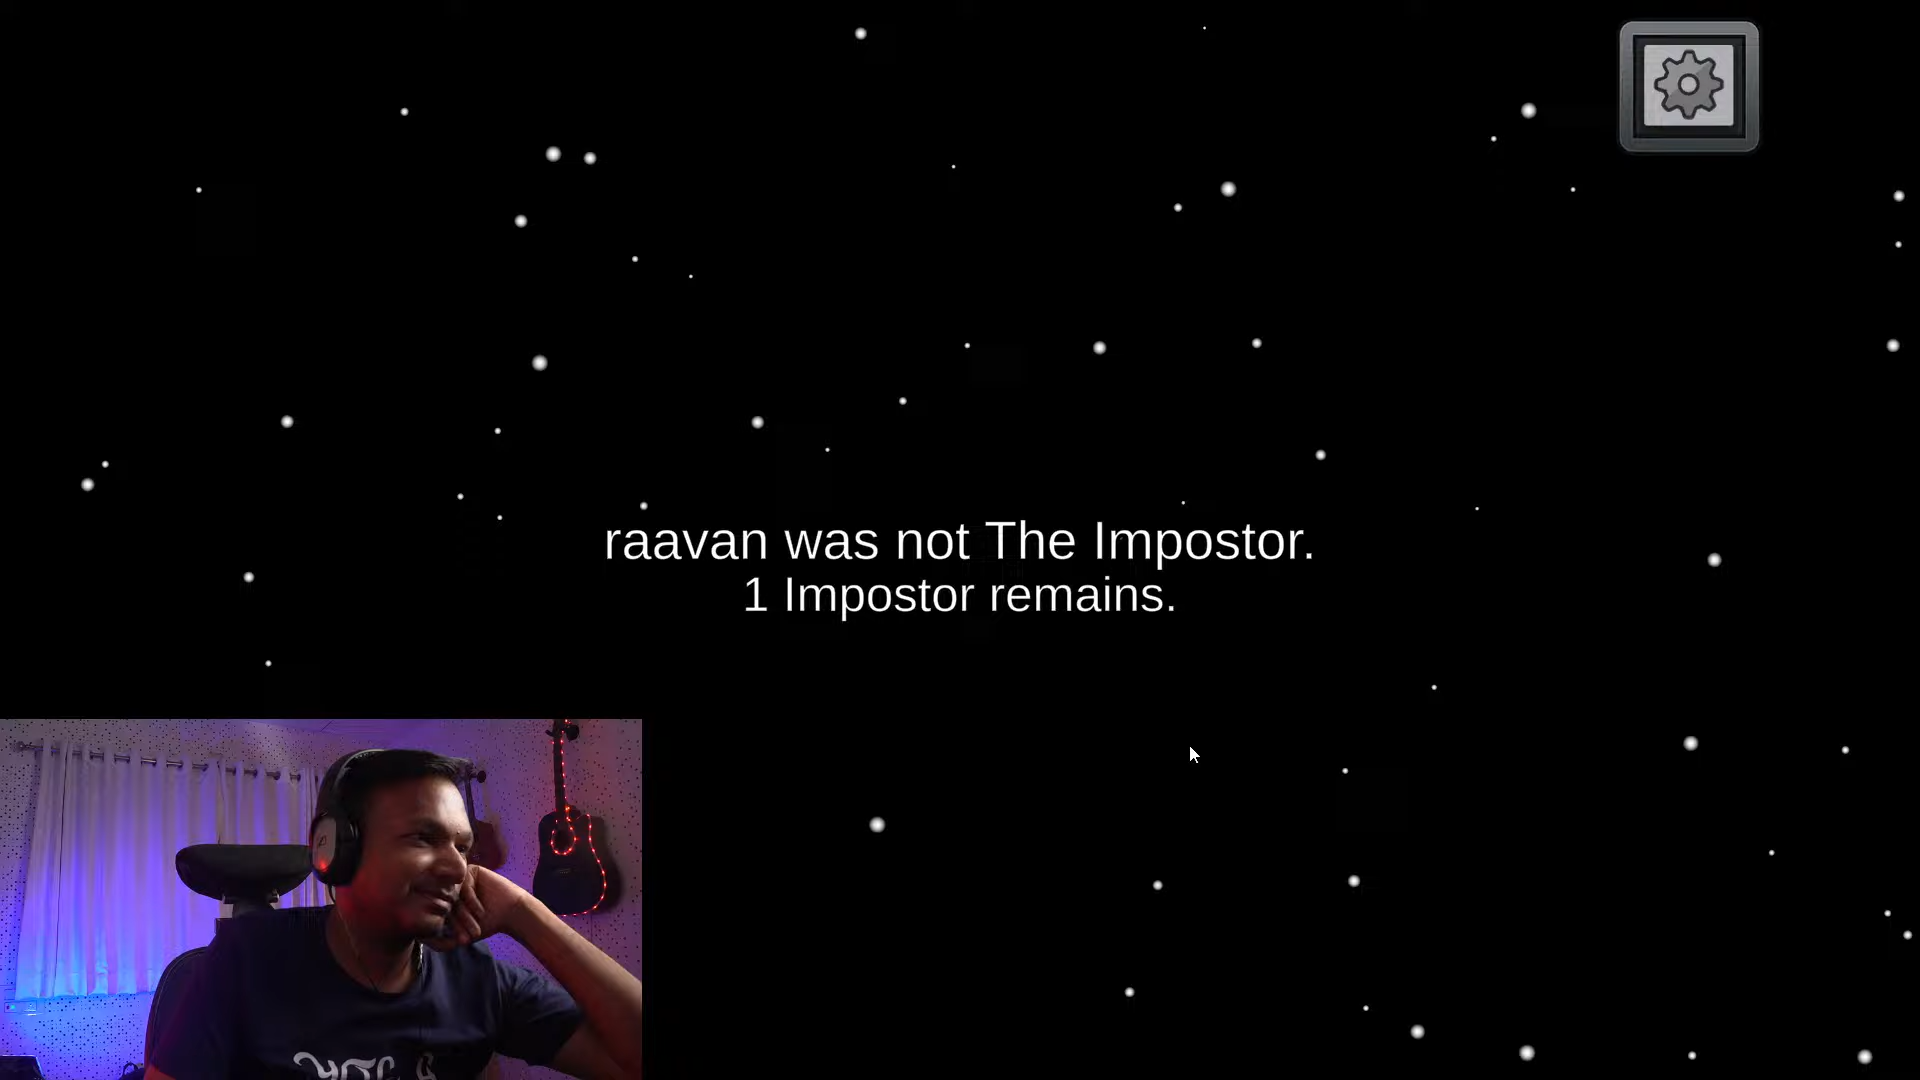 raavan was not The Impostor.
1 Impostor remains.